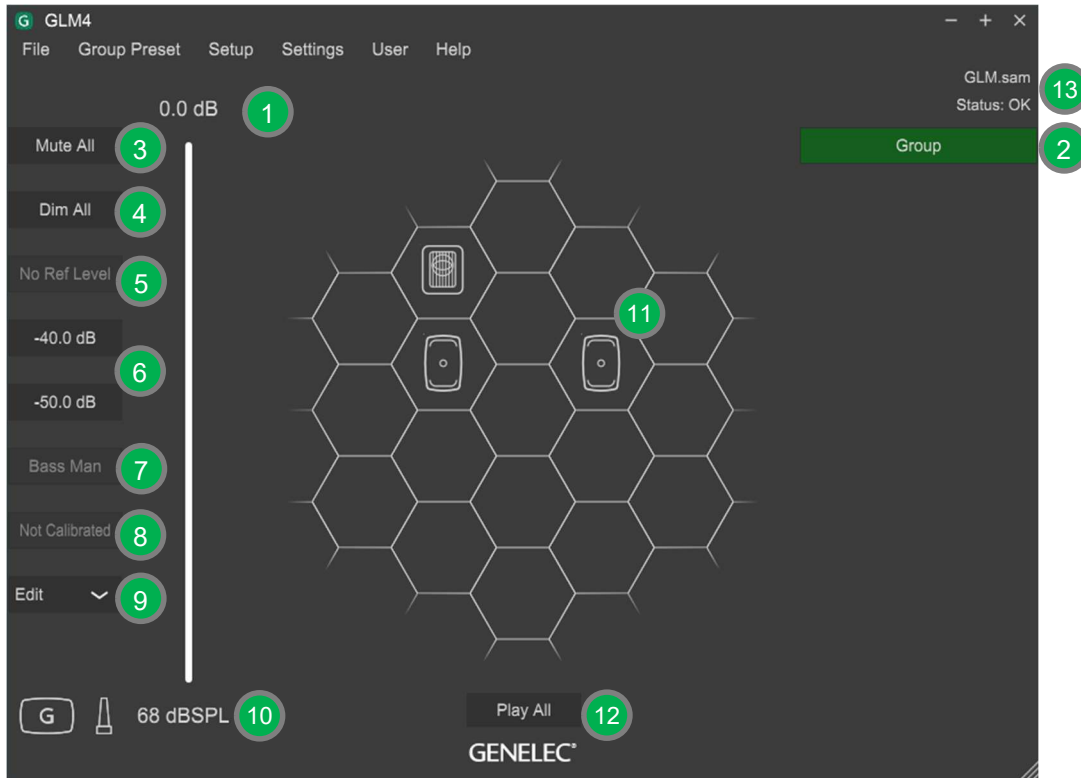 G GLM4
File Group Preset Setup Settings User Help
GLM.sam
13
Status: OK
0.0 dB 1
Mute All 3
Group 2
Dim All 4
No Ref Level 5
11
-40.0 dB
6
-50.0 dB
Bass Man 7
Not Calibrated 8
Edit 9
G 68 dBSPL 10
Play All 12
GENELEC®